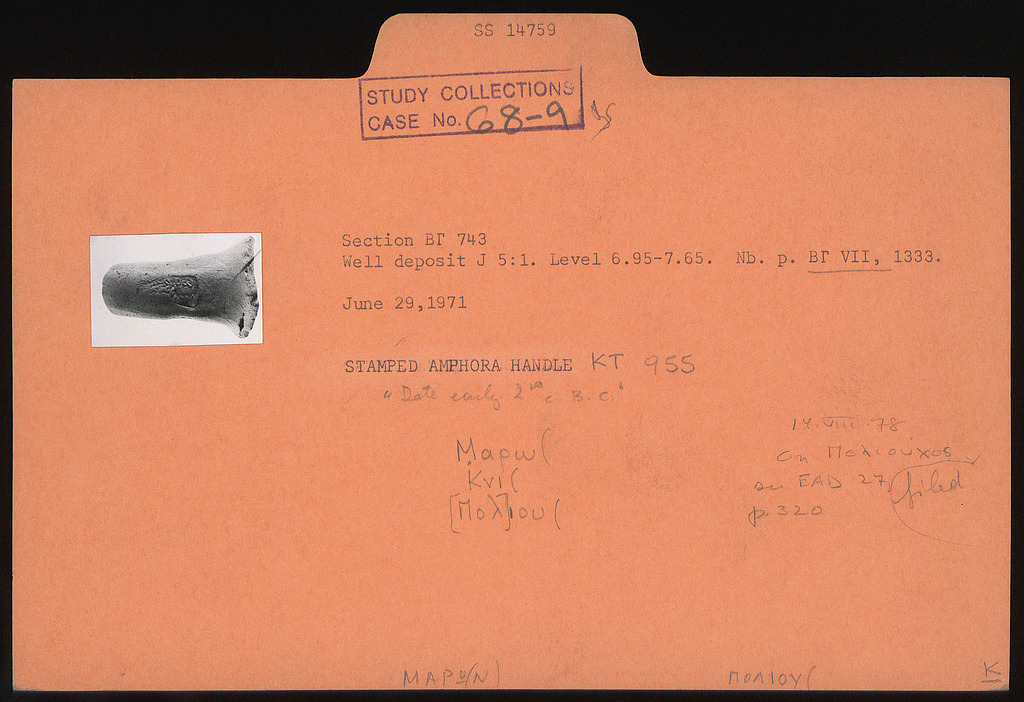 SS 14759
STUDY COLLECTIONS
CASE No. 68-9
Section ΒΓ 743
Well deposit J 5:1. Level 6.95-7.65. Nb. p. ΒΓ VII, 1333.
June 29,1971
STAMPED AMPHORA HANDLE KT 955
"Date early 2nd c B.C."
Μαρω(
Κνι(
[Πολ]ιου(
14.VIII.78
On Πολιουχος
see EAD 27
p. 320
filed
ΜΑΡω(Ν)
ΠΟΛΙΟΥ(
K